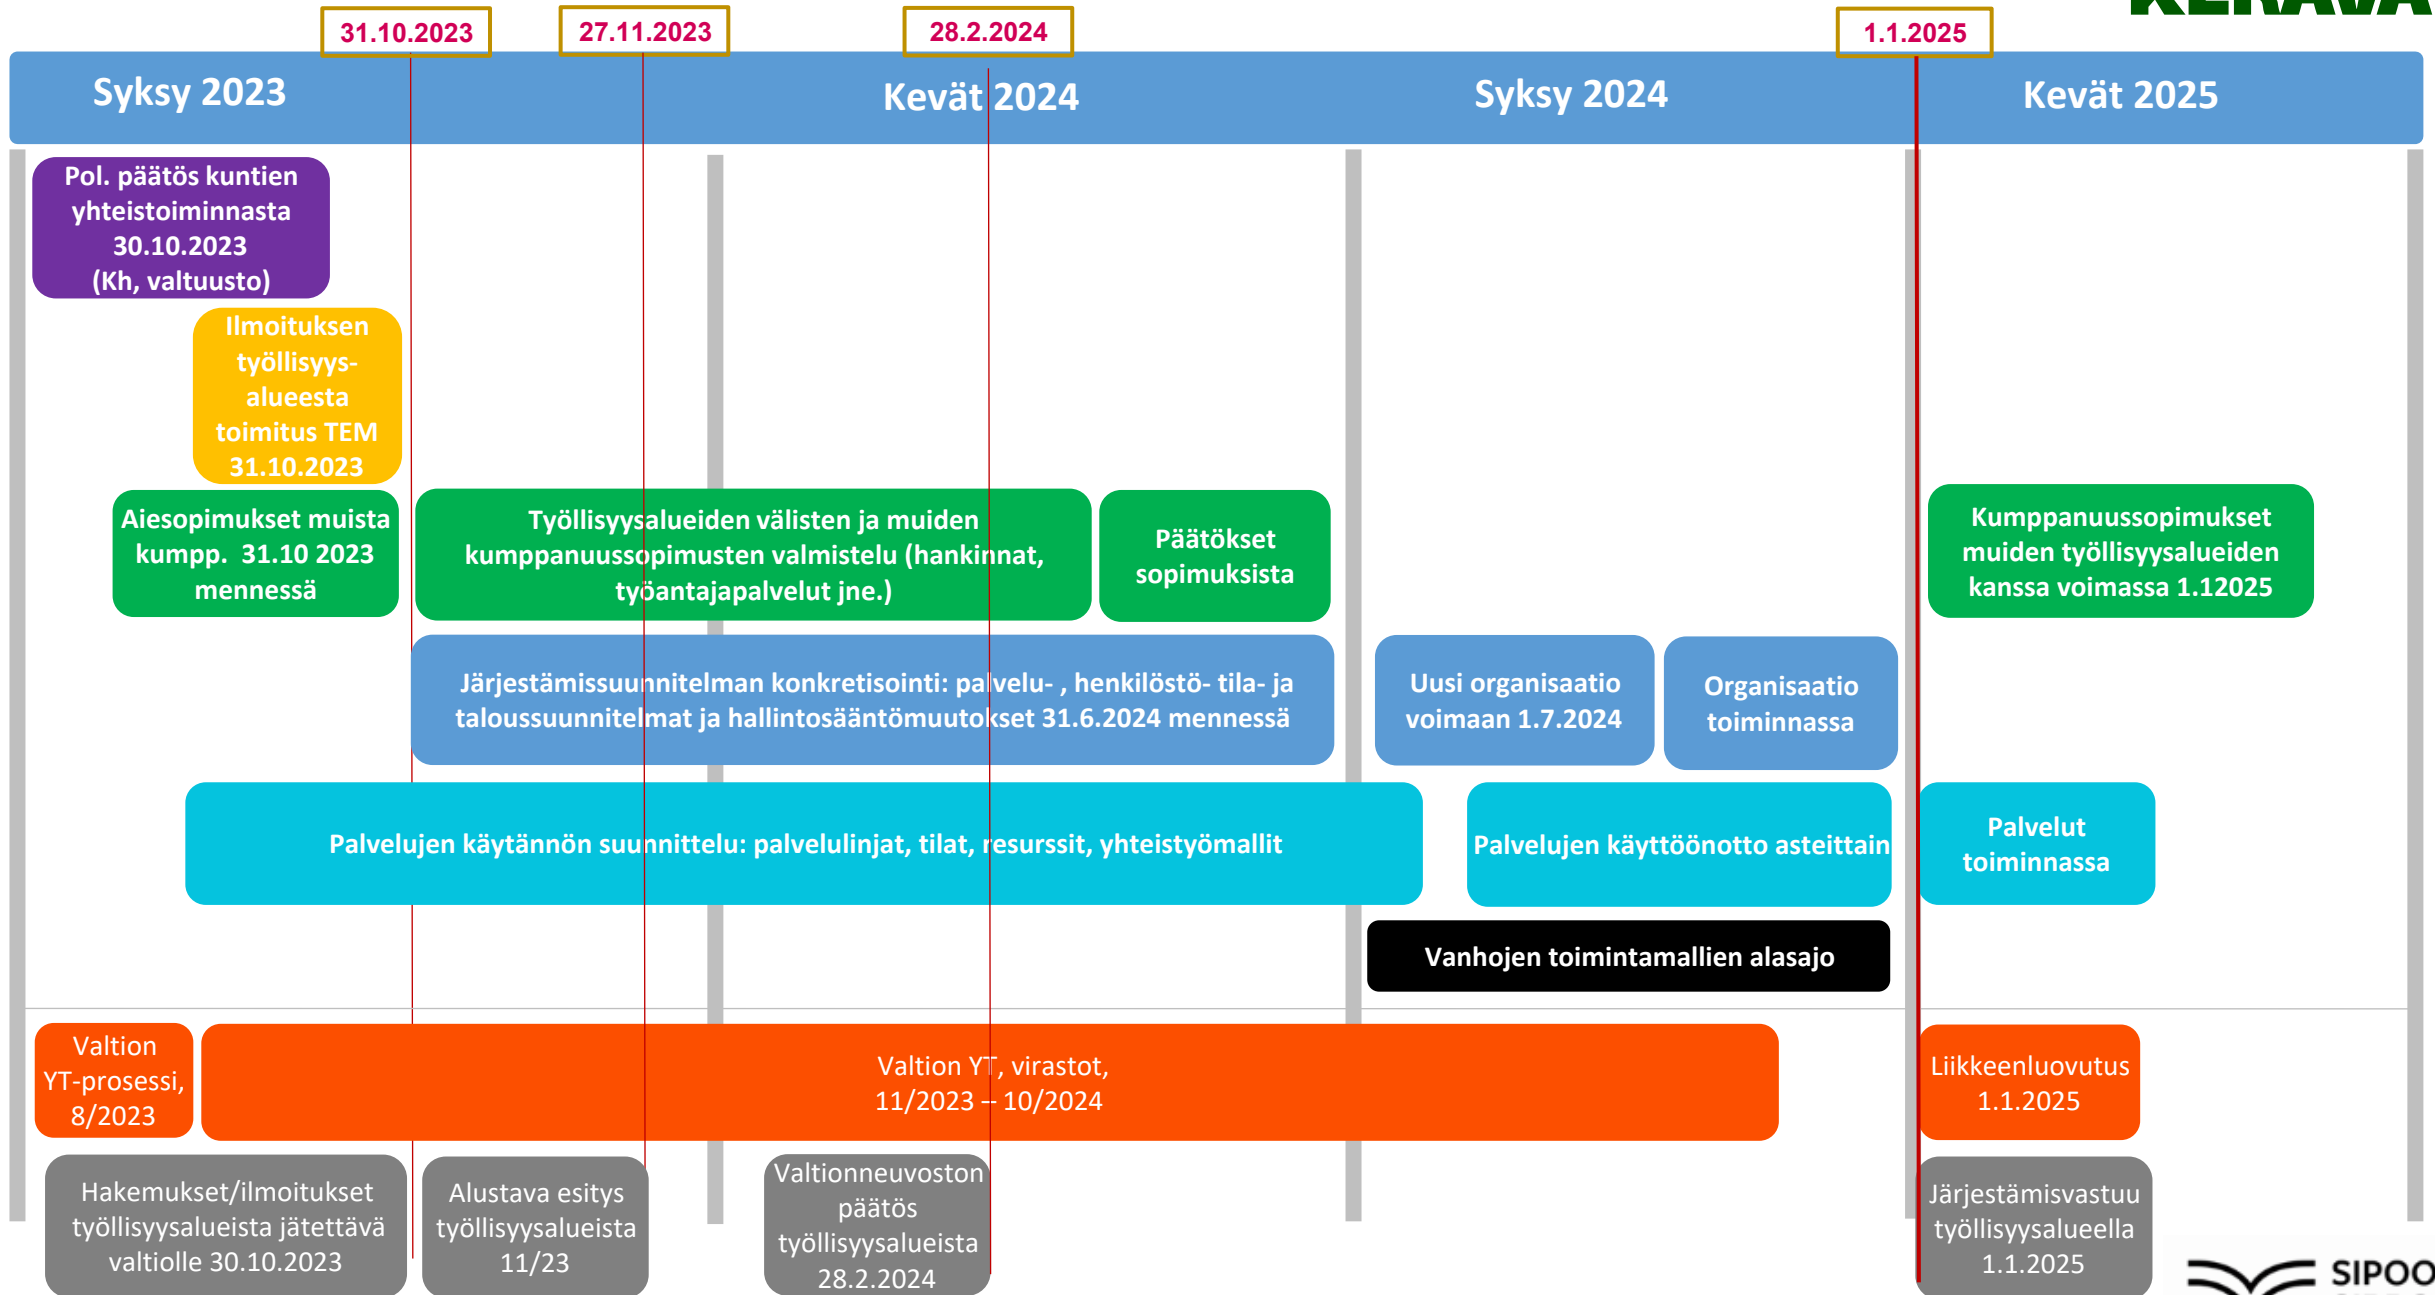 KERAVA
31.10.2023
27.11.2023
28.2.2024
1.1.2025
Syksy 2023
Kevät 2024
Syksy 2024
Kevät 2025
Pol. päätös kuntien
yhteistoiminnasta
30.10.2023
(Kh, valtuusto)
Ilmoituksen
työllisyys-
alueesta
toimitus TEM
31.10.2023
Aiesopimukset muista
kumpp. 31.10 2023
mennessä
Työllisyysalueiden välisten ja muiden
kumppanuussopimusten valmistelu (hankinnat,
työantajapalvelut jne.)
Päätökset
sopimuksista
Kumppanuussopimukset
muiden työllisyysalueiden
kanssa voimassa 1.12025
Järjestämissuunnitelman konkretisointi: palvelu- , henkilöstö- tila- ja
taloussuunnitelmat ja hallintosääntömuutokset 31.6.2024 mennessä
Uusi organisaatio
voimaan 1.7.2024
Organisaatio
toiminnassa
Palvelujen käytännön suunnittelu: palvelulinjat, tilat, resurssit, yhteistyömallit
Palvelujen käyttöönotto asteittain
Palvelut
toiminnassa
Vanhojen toimintamallien alasajo
Valtion
YT-prosessi,
8/2023
Valtion YT, virastot,
11/2023 – 10/2024
Liikkeenluovutus
1.1.2025
Hakemukset/ilmoitukset
työllisyysalueista jätettävä
valtiolle 30.10.2023
Alustava esitys
työllisyysalueista
11/23
Valtionneuvoston
päätös
työllisyysalueista
28.2.2024
Järjestämisvastuu
työllisyysalueella
1.1.2025
SIPOO